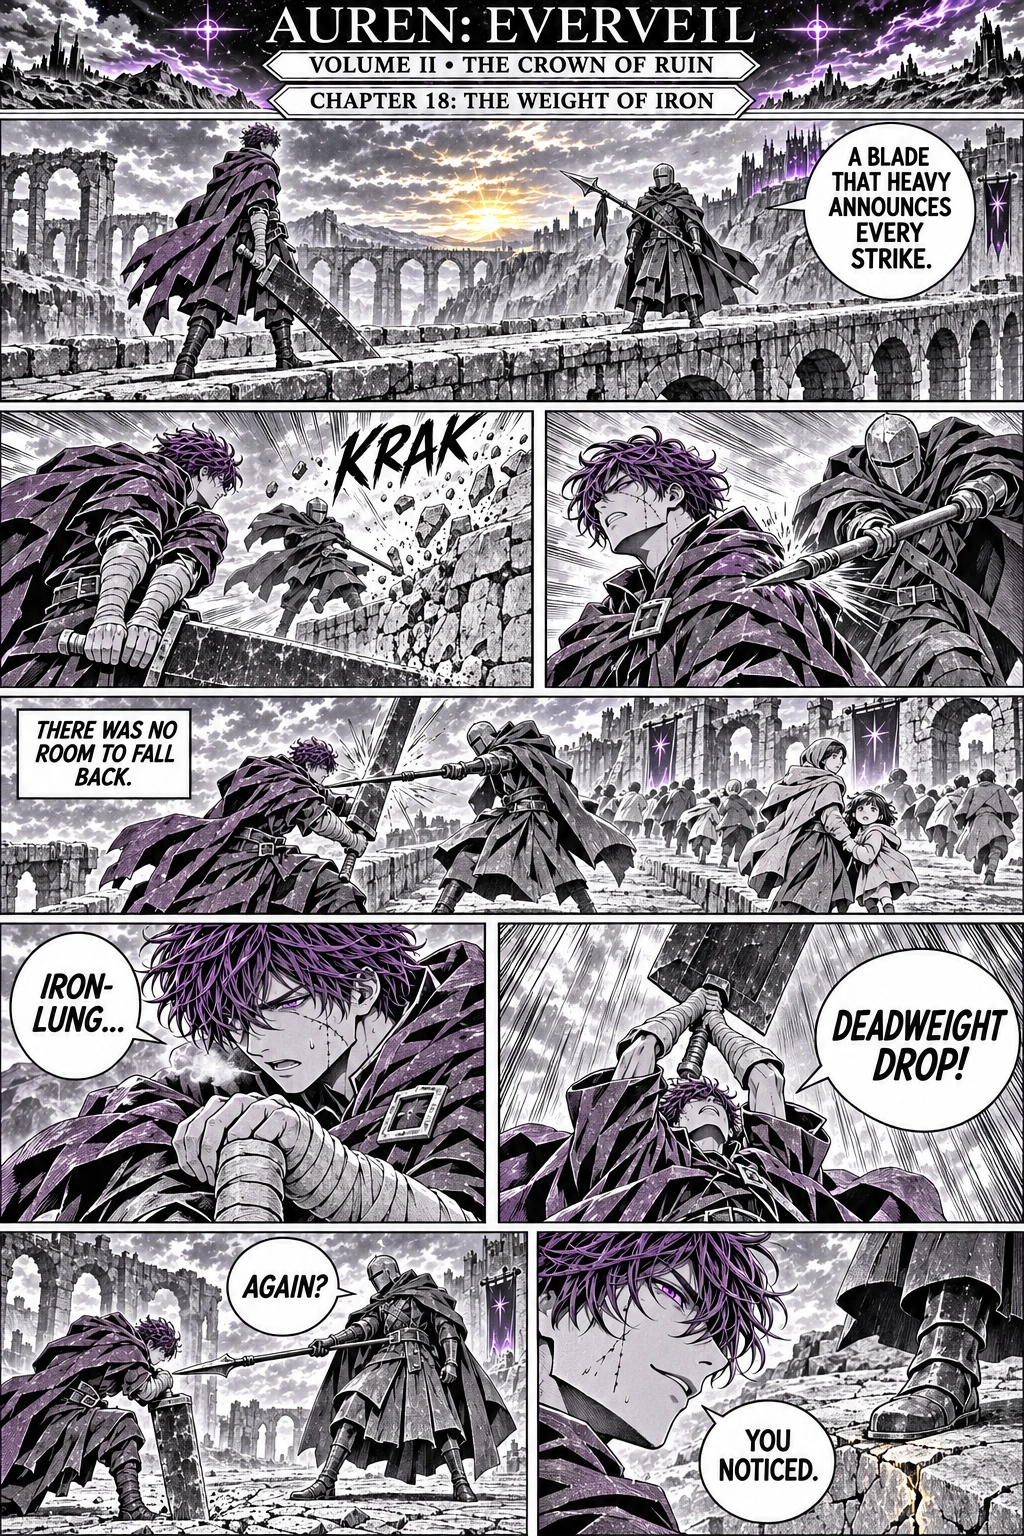 AUREN: EVERVEIL
VOLUME II • THE CROWN OF RUIN
CHAPTER 18: THE WEIGHT OF IRON
A BLADE
THAT HEAVY
ANNOUNCES
EVERY
STRIKE.
KRAK
THERE WAS NO
ROOM TO FALL
BACK.
IRON-
LUNG...
DEADWEIGHT
DROP!
AGAIN?
YOU
NOTICED.